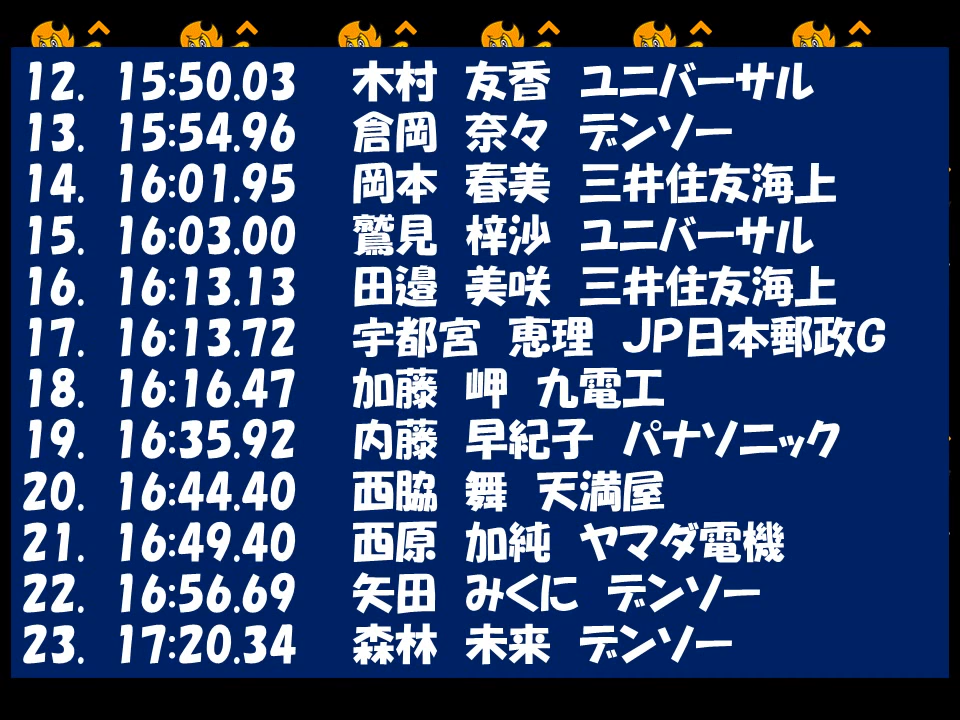 12. 15:50.03 木村 友香 ユニバーサル
13. 15:54.96 倉岡 奈々 デンソー
14. 16:01.95 岡本 春美 三井住友海上
15. 16:03.00 鷲見 梓沙 ユニバーサル
16. 16:13.13 田邉 美咲 三井住友海上
17. 16:13.72 宇都宮 恵理 JP日本郵政G
18. 16:16.47 加藤 岬 九電工
19. 16:35.92 内藤 早紀子 パナソニック
20. 16:44.40 西脇 舞 天満屋
21. 16:49.40 西原 加純 ヤマダ電機
22. 16:56.69 矢田 みくに デンソー
23. 17:20.34 森林 未来 デンソー